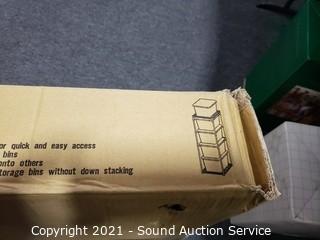 or quick and easy access
bins
onto others
torage bins without down stacking
Copyright 2021 - Sound Auction Service